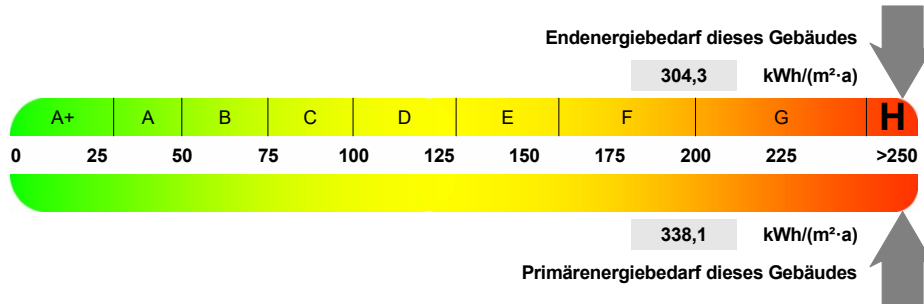 Endenergiebedarf dieses Gebäudes
304,3 kWh/(m²·a)
A+ A B C D E F G H
0 25 50 75 100 125 150 175 200 225 >250
338,1 kWh/(m²·a)
Primärenergiebedarf dieses Gebäudes